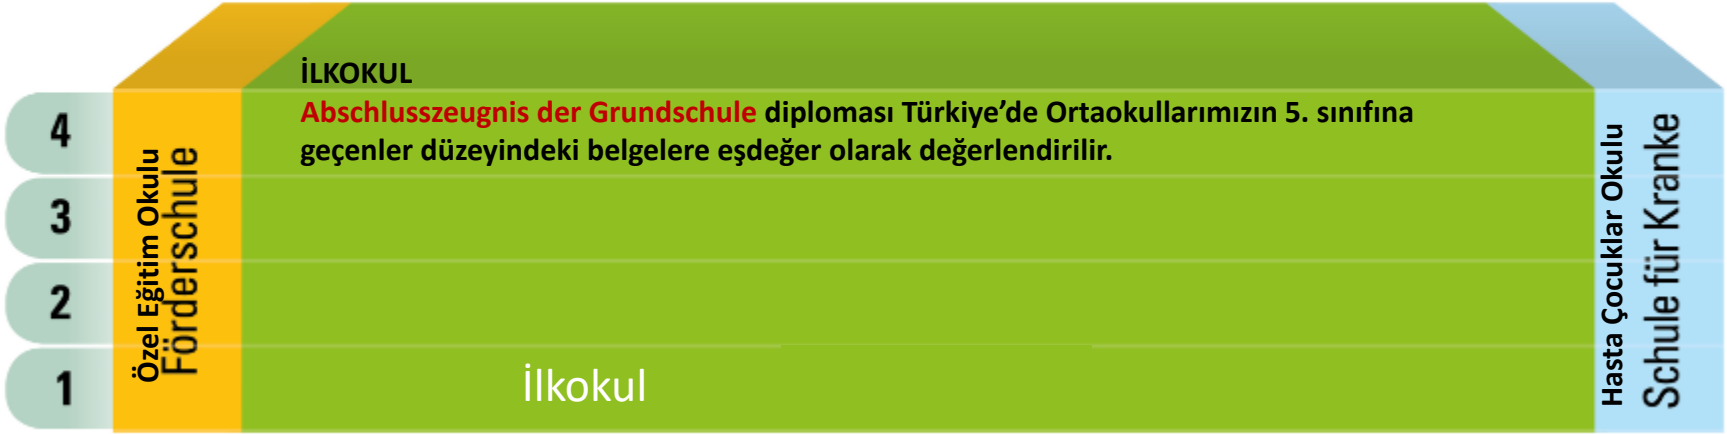 İLKOKUL
Abschlusszeugnis der Grundschule diploması Türkiye’de Ortaokullarımızın 5. sınıfına
geçenler düzeyindeki belgelere eşdeğer olarak değerlendirilir.
4
3
2
1
Özel Eğitim Okulu
Förderschule
İlkokul
Hasta Çocuklar Okulu
Schule für Kranke